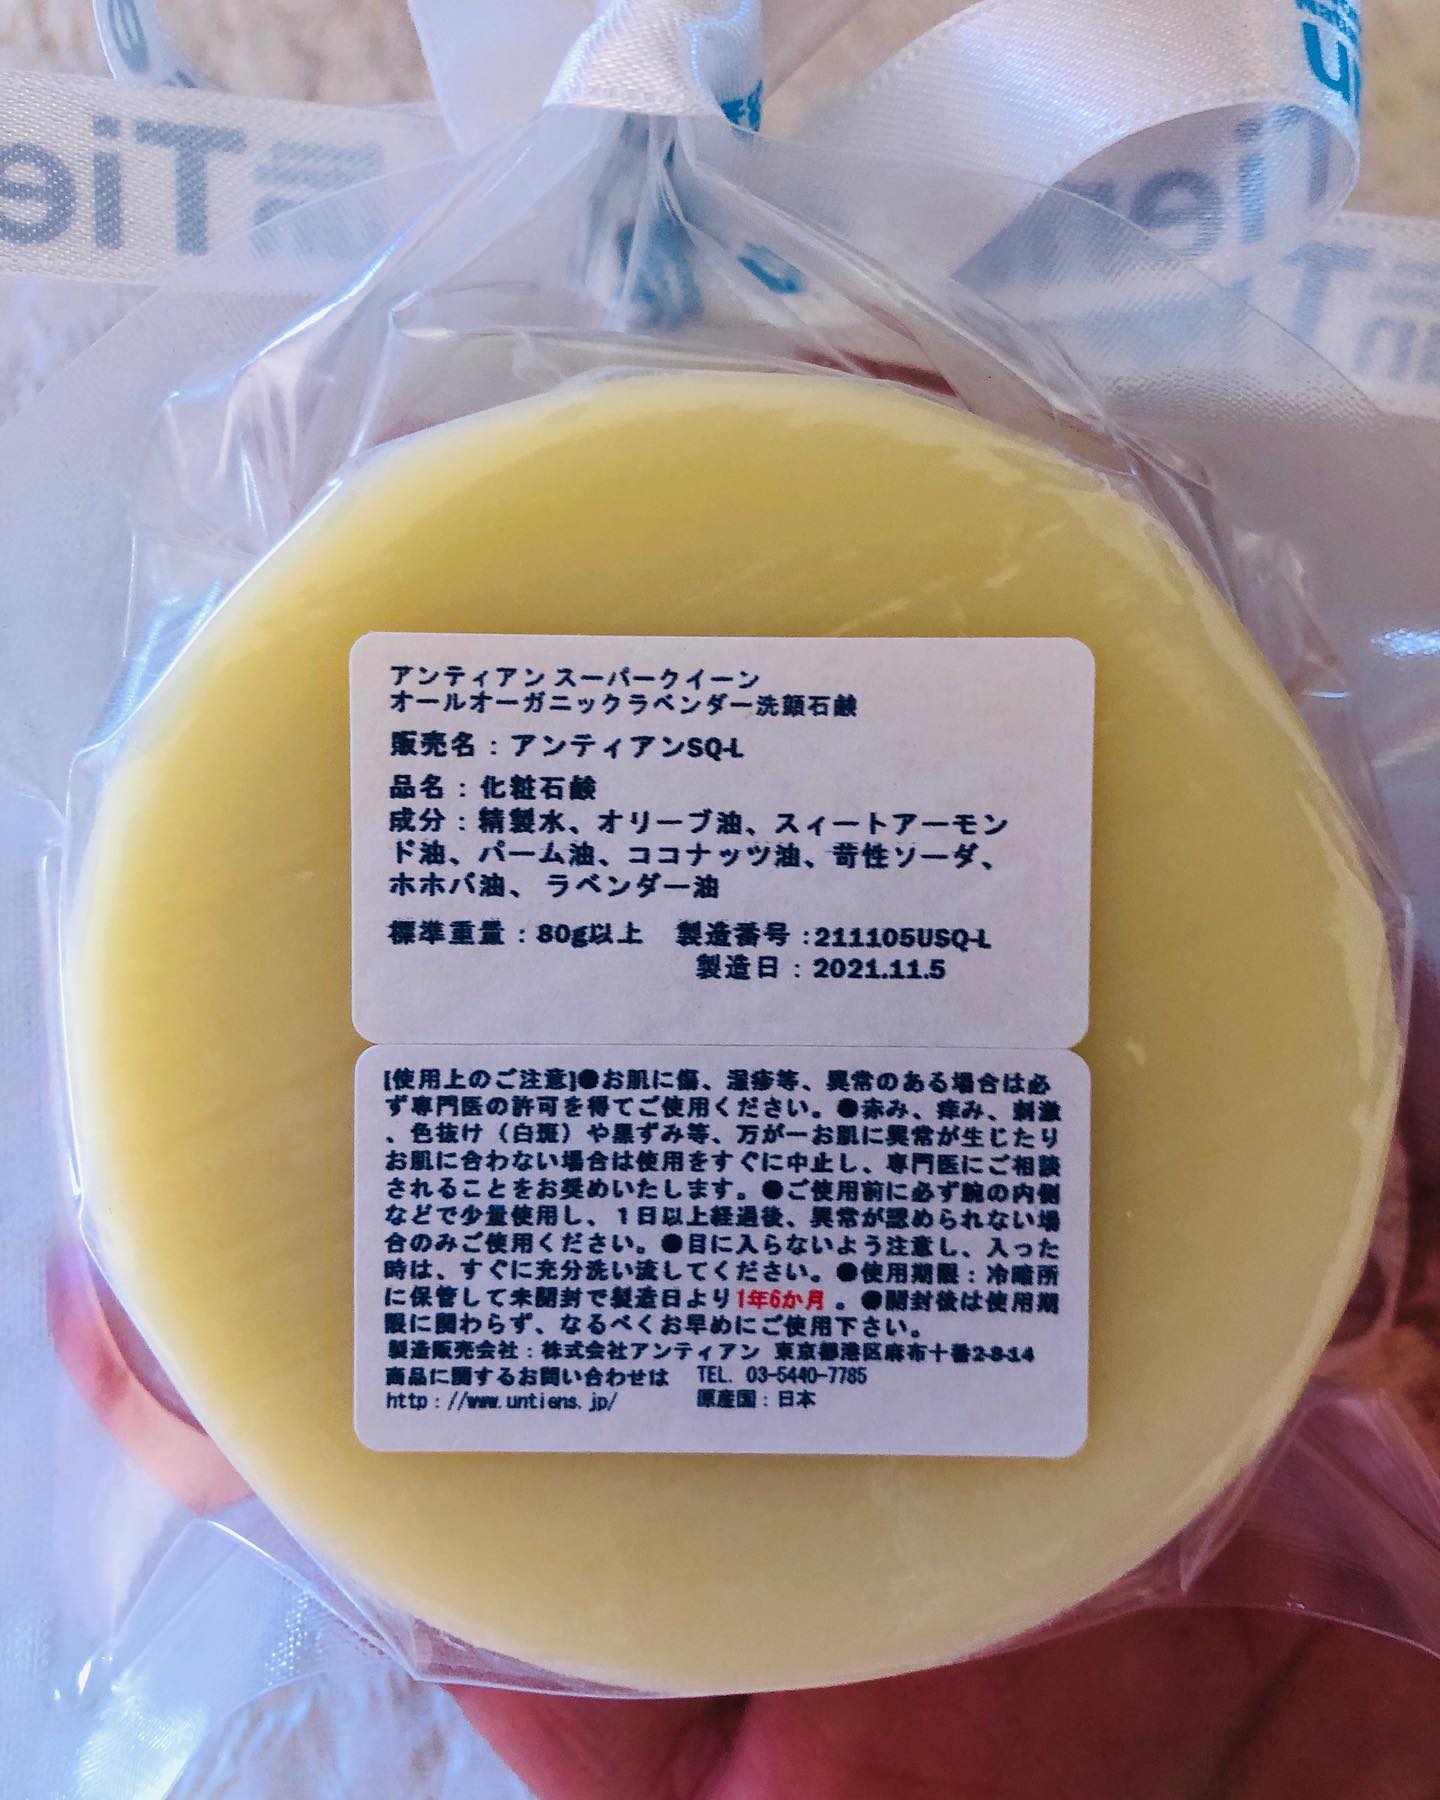 アンティアン スーパークイーン
オールオーガニックラベンダー洗顔石鹸
販売名：アンティアンSQ-L
品名：化粧石鹸
成分：精製水、オリーブ油、スィートアーモン
ド油、パーム油、ココナッツ油、苛性ソーダ、
ホホバ油、 ラベンダー油
標準重量：80g以上　製造番号:211105USQ-L
製造日：2021.11.5
[使用上のご注意]●お肌に傷、湿疹等、異常のある場合は必
ず専門医の許可を得てご使用ください。●赤み、痒み、刺激
、色抜け（白斑）や黒ずみ等、万が一お肌に異常が生じたり
お肌に合わない場合は使用をすぐに中止し、専門医にご相談
されることをお奨めいたします。●ご使用前に必ず腕の内側
などで少量使用し、１日以上経過後、異常が認められない場
合のみご使用ください。●目に入らないよう注意し、入った
時は、すぐに充分洗い流してください。●使用期限：冷暗所
に保管して未開封で製造日より1年6か月 。●開封後は使用期
限に関わらず、なるべくお早めにご使用下さい。
製造販売会社：株式会社アンティアン 東京都港区麻布十番2-8-14
商品に関するお問い合わせは　TEL. 03-5440-7785
http：//www.untiens.jp/　原産国：日本